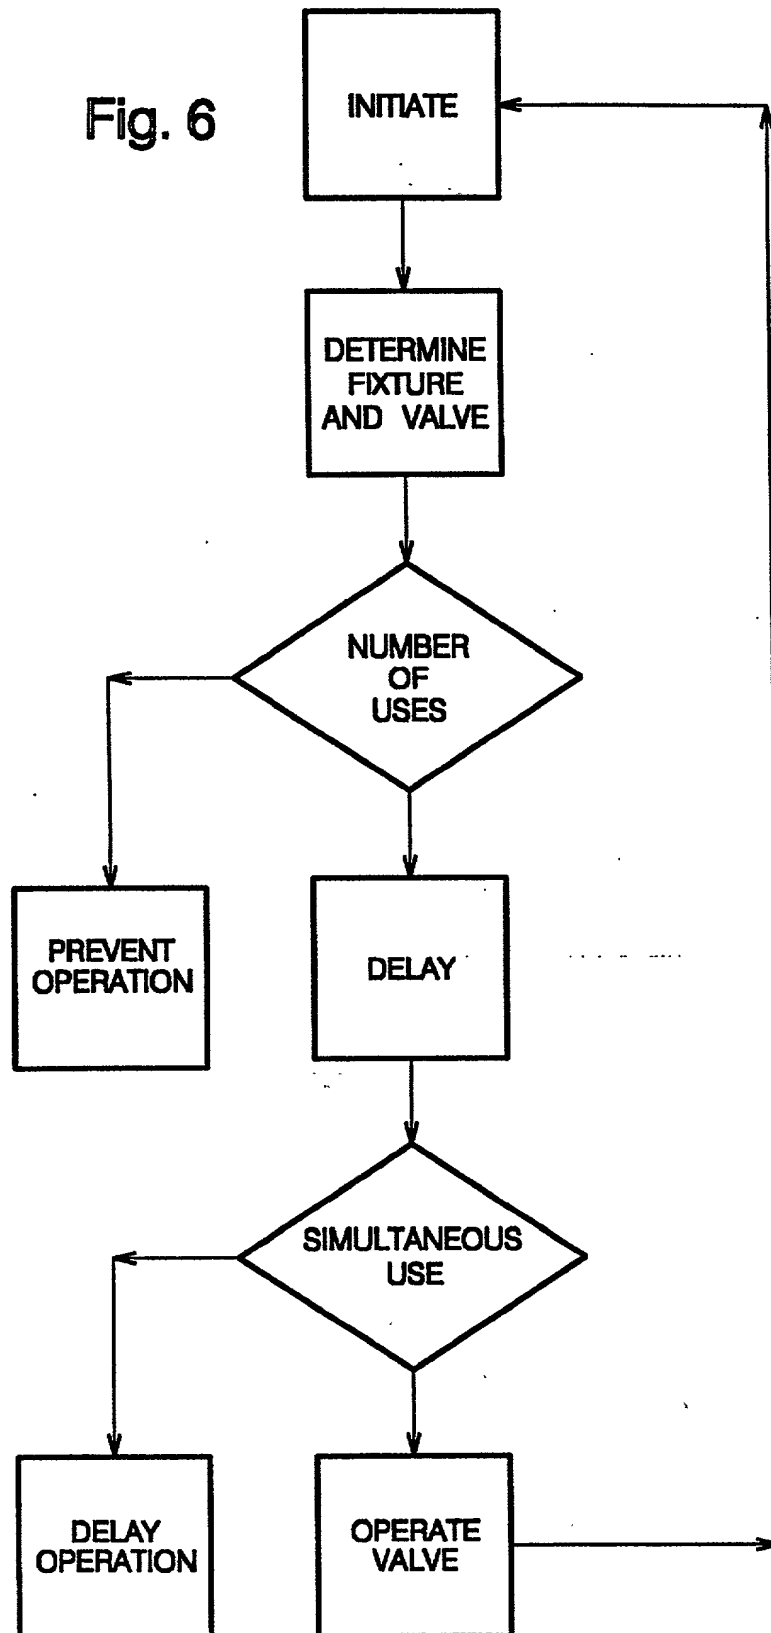 Fig. 6
INITIATE
DETERMINE
FIXTURE
AND VALVE
NUMBER
OF
USES
PREVENT
OPERATION
DELAY
SIMULTANEOUS
USE
DELAY
OPERATION
OPERATE
VALVE